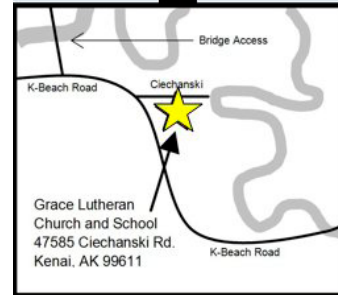 Bridge Access
Ciechanski
K-Beach Road
Grace Lutheran
Church and School
47585 Ciechanski Rd.
Kenai, AK 99611
K-Beach Road